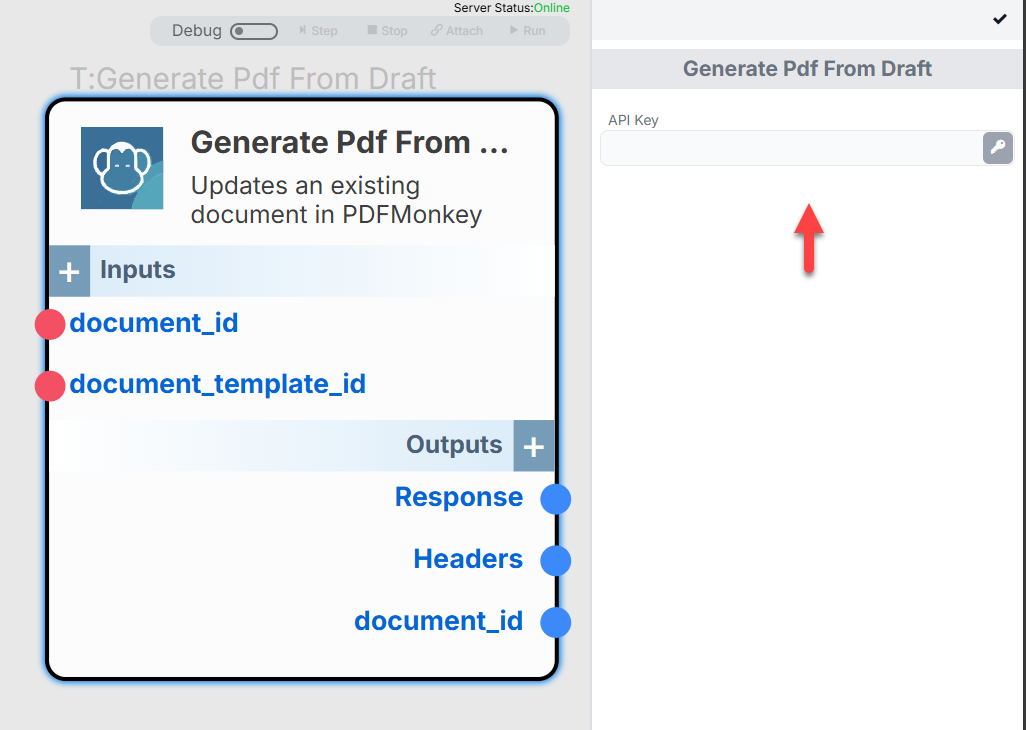 Server Status:Online
Debug Step Stop Attach Run
T:Generate Pdf From Draft
Generate Pdf From ...
Updates an existing
document in PDFMonkey
+ Inputs
document_id
document_template_id
Outputs +
Response
Headers
document_id
Generate Pdf From Draft
API Key